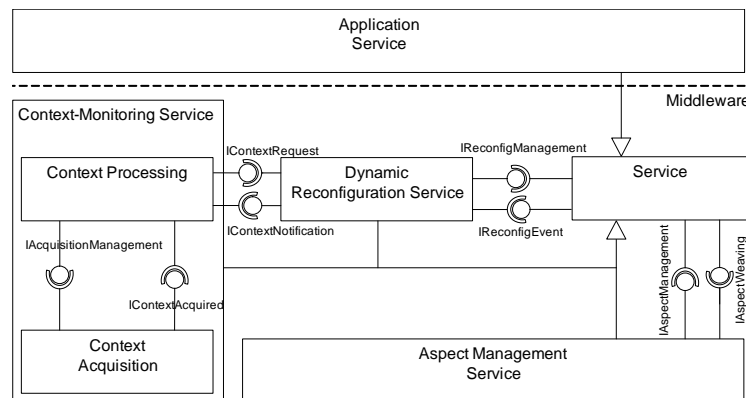 Application
Service
Middleware
Context-Monitoring Service
IContextRequest
IReconfigManagement
Context Processing
Dynamic
Reconfiguration Service
Service
IContextNotification
IReconfigEvent
IAcquisitionManagement
IContextAcquired
IAspectManagement
IAspectWeaving
Context
Acquisition
Aspect Management
Service